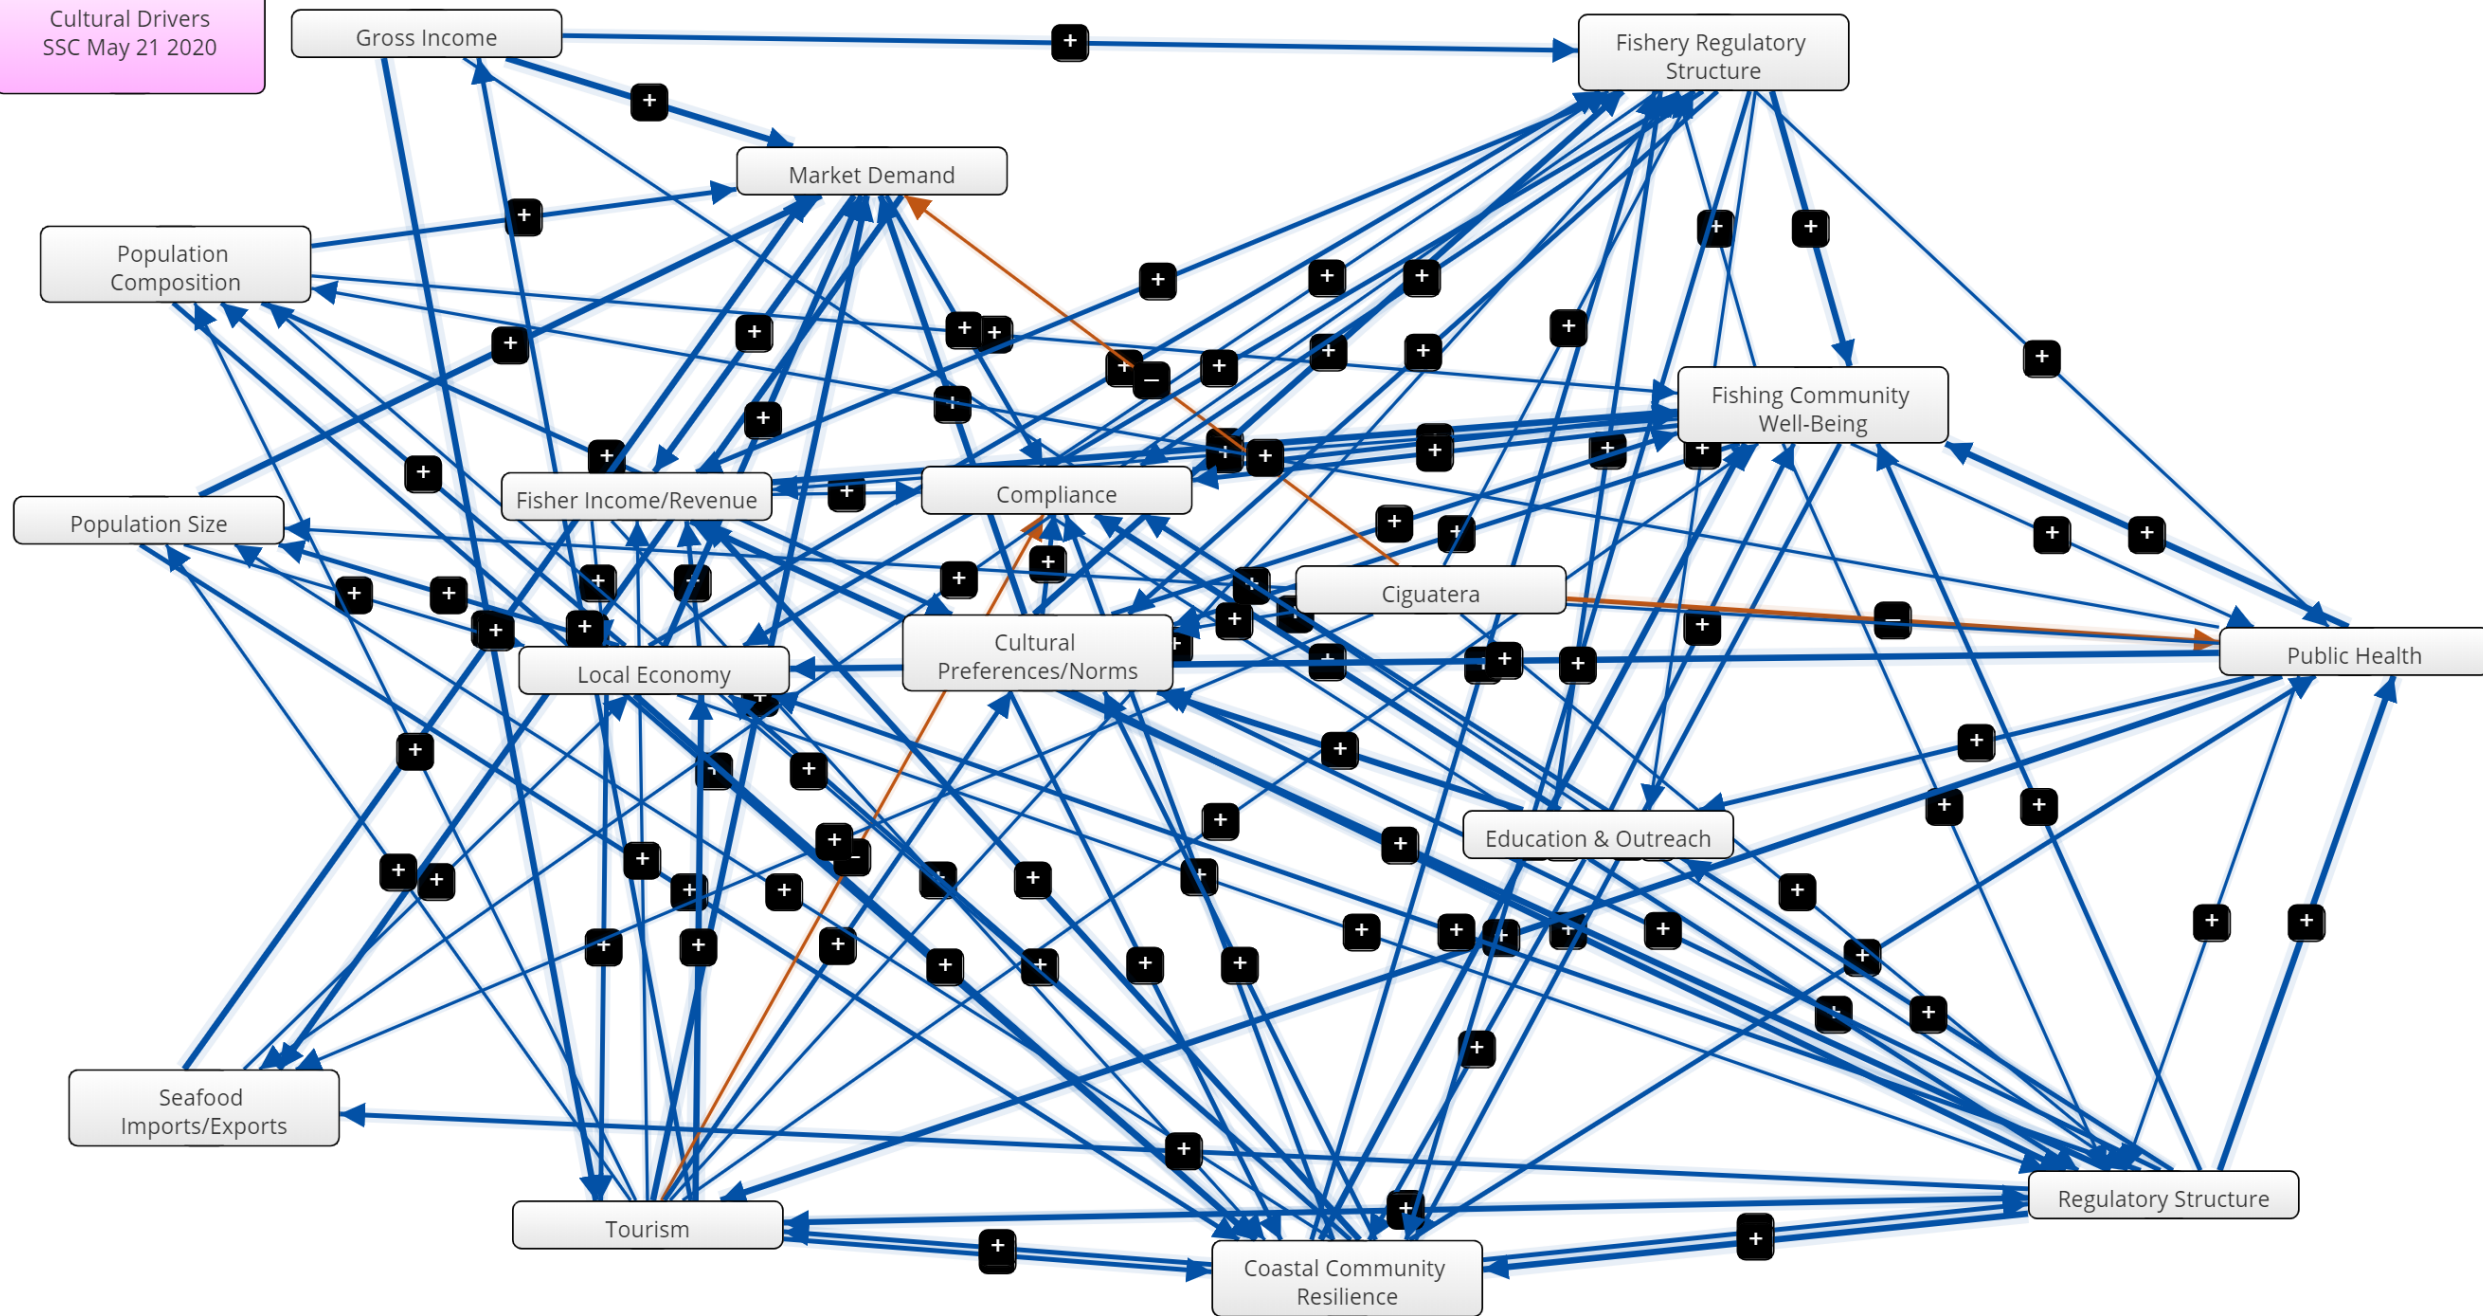 Cultural Drivers
SSC May 21 2020
Gross Income
Fishery Regulatory
Structure
Market Demand
Population
Composition
Fishing Community
Well-Being
Fisher Income/Revenue
Compliance
Population Size
Ciguatera
Cultural
Preferences/Norms
Local Economy
Public Health
Education & Outreach
Seafood
Imports/Exports
Regulatory Structure
Tourism
Coastal Community
Resilience